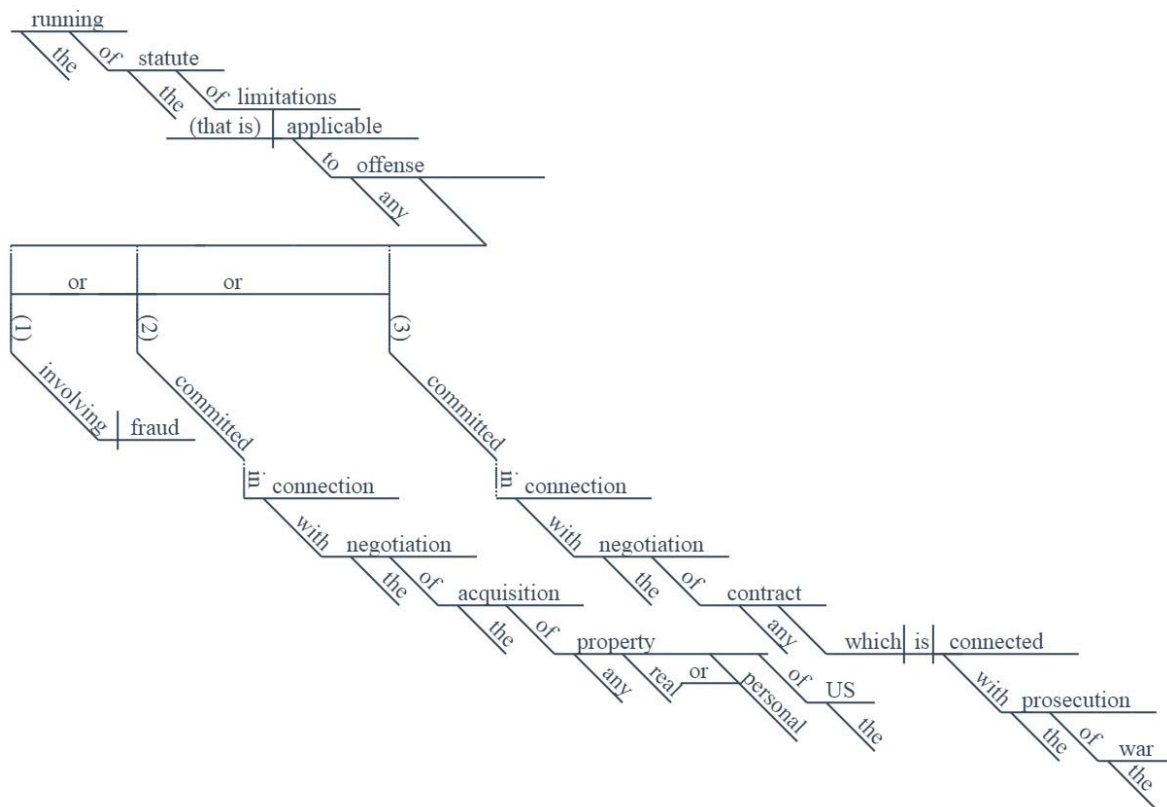 running
the of statute
the of limitations
(that is) applicable
to offense
any
or or
(1) (2) (3)
involving fraud committed committed
in connection in connection
with negotiation with negotiation
the of acquisition the of contract
the of property any which is connected
any real or personal of US with prosecution
the the of war
the